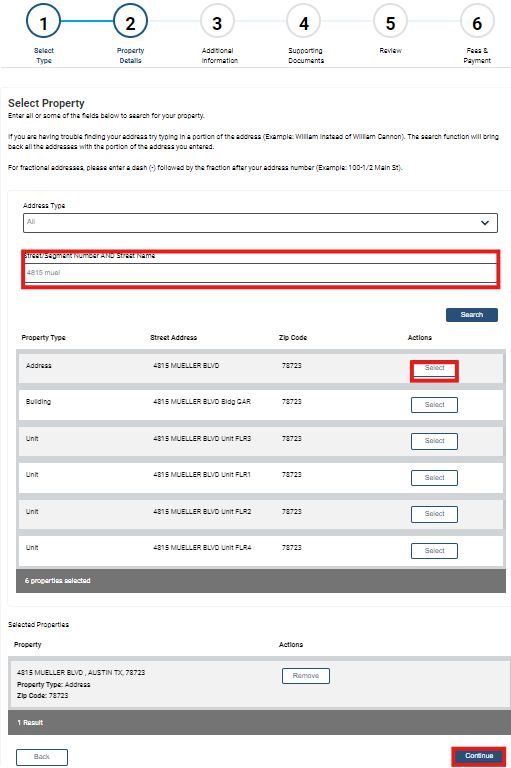 1 2 3 4 5 6
Select Type
Property Details
Additional Information
Supporting Documents
Review
Fees & Payment
Select Property
Enter all or some of the fields below to search for your property.
If you are having trouble finding your address try typing in a portion of the address (Example: William instead of William Cannon). The search function will bring
back all the addresses with the portion of the address you entered.
For fractional addresses, please enter a dash (-) followed by the fraction after your address number (Example: 100-1/2 Main St).
Address Type
All
Street/Segment Number AND Street Name
4815 muel
Search
Property Type Street Address Zip Code Actions
Address 4815 MUELLER BLVD 78723 Select
Building 4815 MUELLER BLVD Bldg GAR 78723 Select
Unit 4815 MUELLER BLVD Unit FLR3 78723 Select
Unit 4815 MUELLER BLVD Unit FLR1 78723 Select
Unit 4815 MUELLER BLVD Unit FLR2 78723 Select
Unit 4815 MUELLER BLVD Unit FLR4 78723 Select
6 properties selected
Selected Properties
Property Actions
4815 MUELLER BLVD , AUSTIN TX, 78723 Remove
Property Type: Address
Zip Code: 78723
1 Result
Back Continue